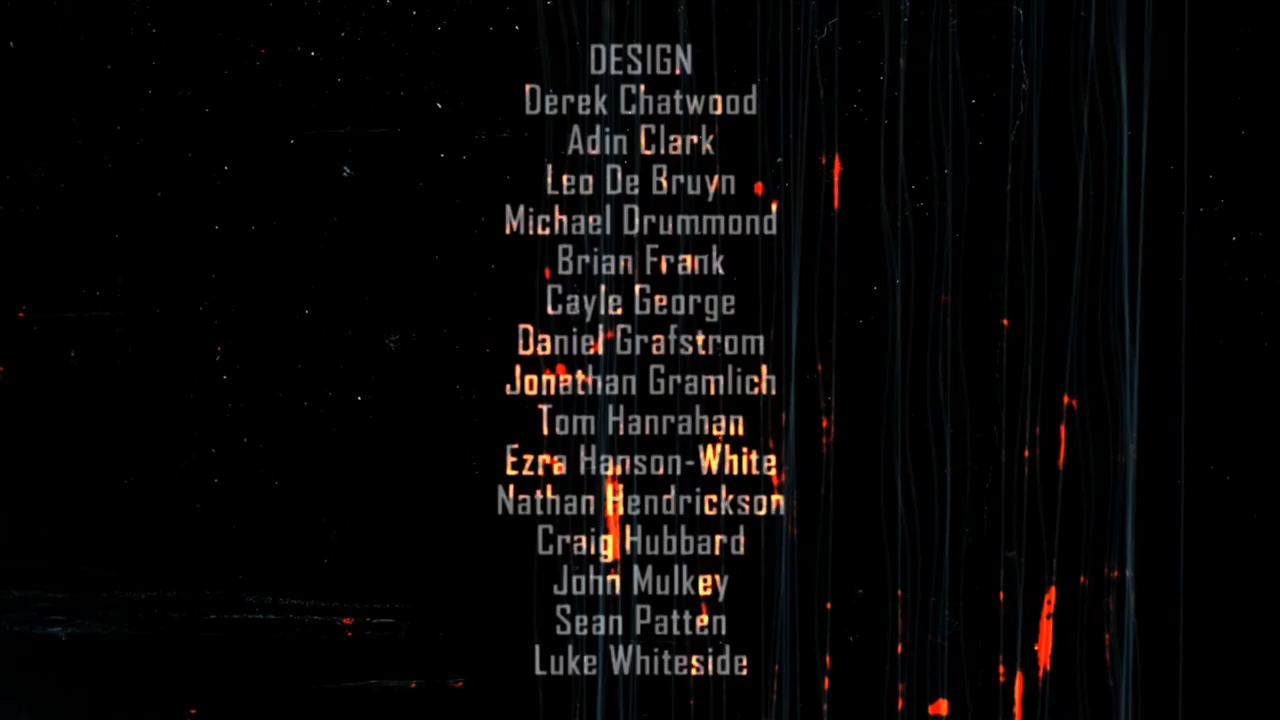 DESIGN
Derek Chatwood
Adin Clark
Leo De Bruyn
Michael Drummond
Brian Frank
Cayle George
Daniel Grafstrom
Jonathan Gramlich
Tom Hanrahan
Ezra Hanson-White
Nathan Hendrickson
Craig Hubbard
John Mulkey
Sean Patten
Luke Whiteside